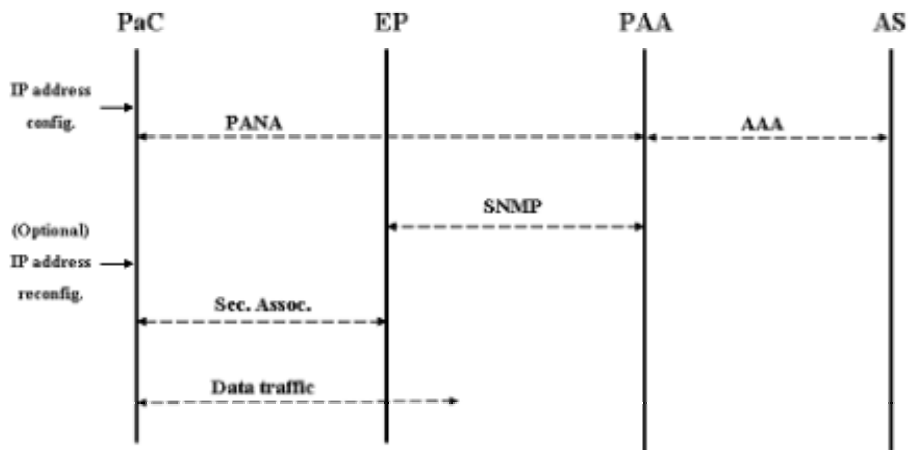 PaC EP PAA AS
IP address
config.
PANA AAA
SNMP
(Optional)
IP address
reconfig.
Sec. Assoc.
Data traffic